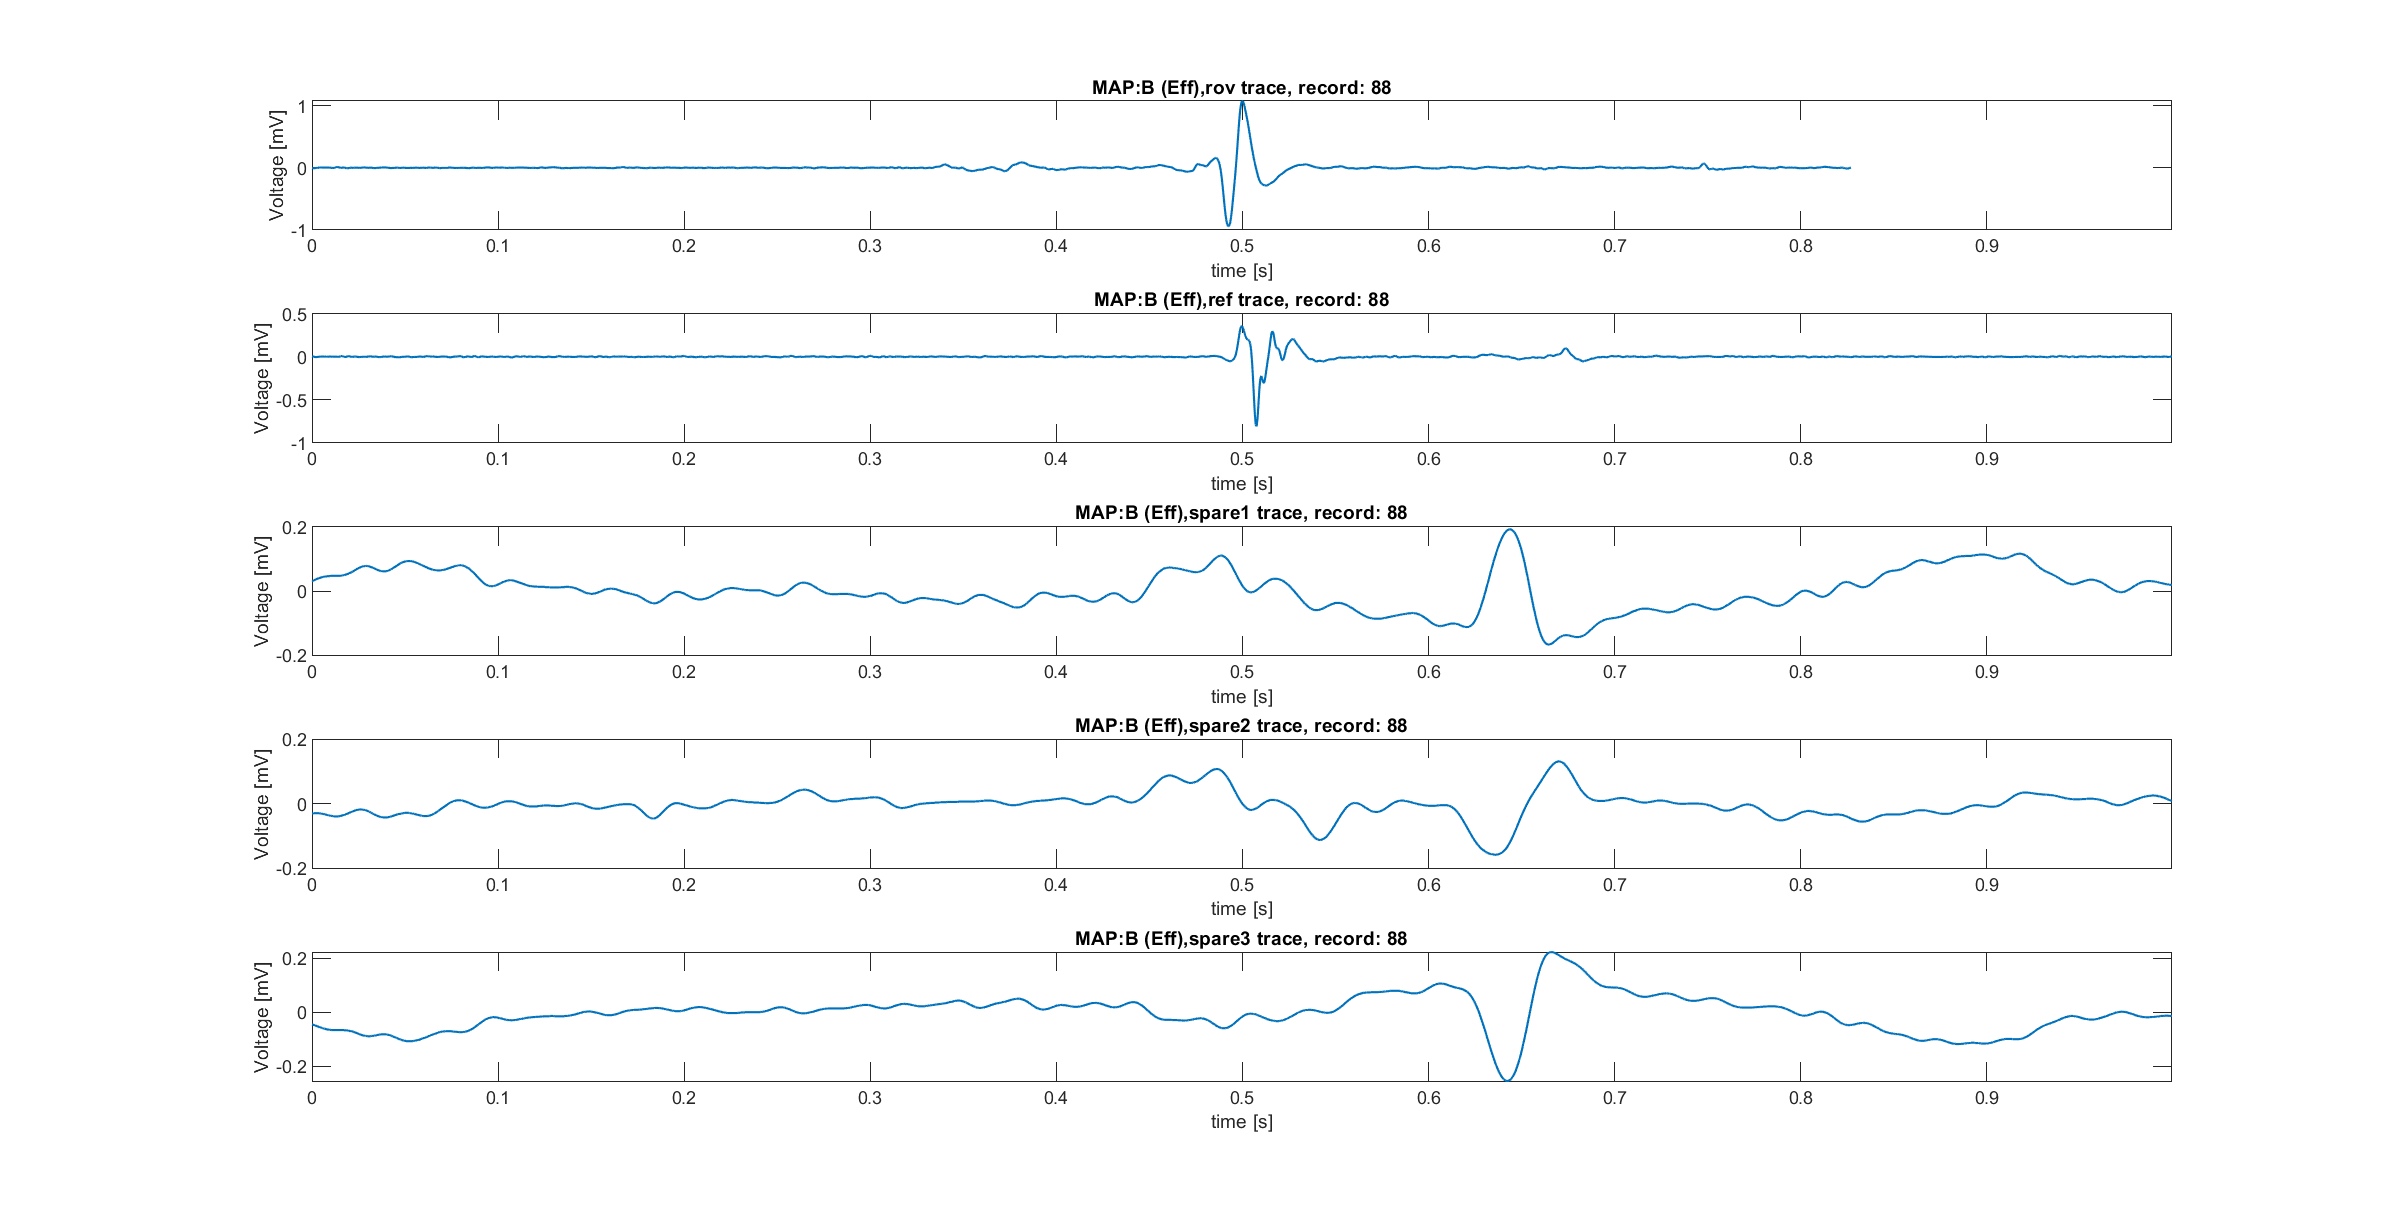 MAP:B (Eff),rov trace, record: 88
Voltage [mV]
1
0
-1
0 0.1 0.2 0.3 0.4 0.5 0.6 0.7 0.8 0.9
time [s]
MAP:B (Eff),ref trace, record: 88
Voltage [mV]
0.5
0
-0.5
-1
0 0.1 0.2 0.3 0.4 0.5 0.6 0.7 0.8 0.9
time [s]
MAP:B (Eff),spare1 trace, record: 88
Voltage [mV]
0.2
0
-0.2
0 0.1 0.2 0.3 0.4 0.5 0.6 0.7 0.8 0.9
time [s]
MAP:B (Eff),spare2 trace, record: 88
Voltage [mV]
0.2
0
-0.2
0 0.1 0.2 0.3 0.4 0.5 0.6 0.7 0.8 0.9
time [s]
MAP:B (Eff),spare3 trace, record: 88
Voltage [mV]
0.2
0
-0.2
0 0.1 0.2 0.3 0.4 0.5 0.6 0.7 0.8 0.9
time [s]